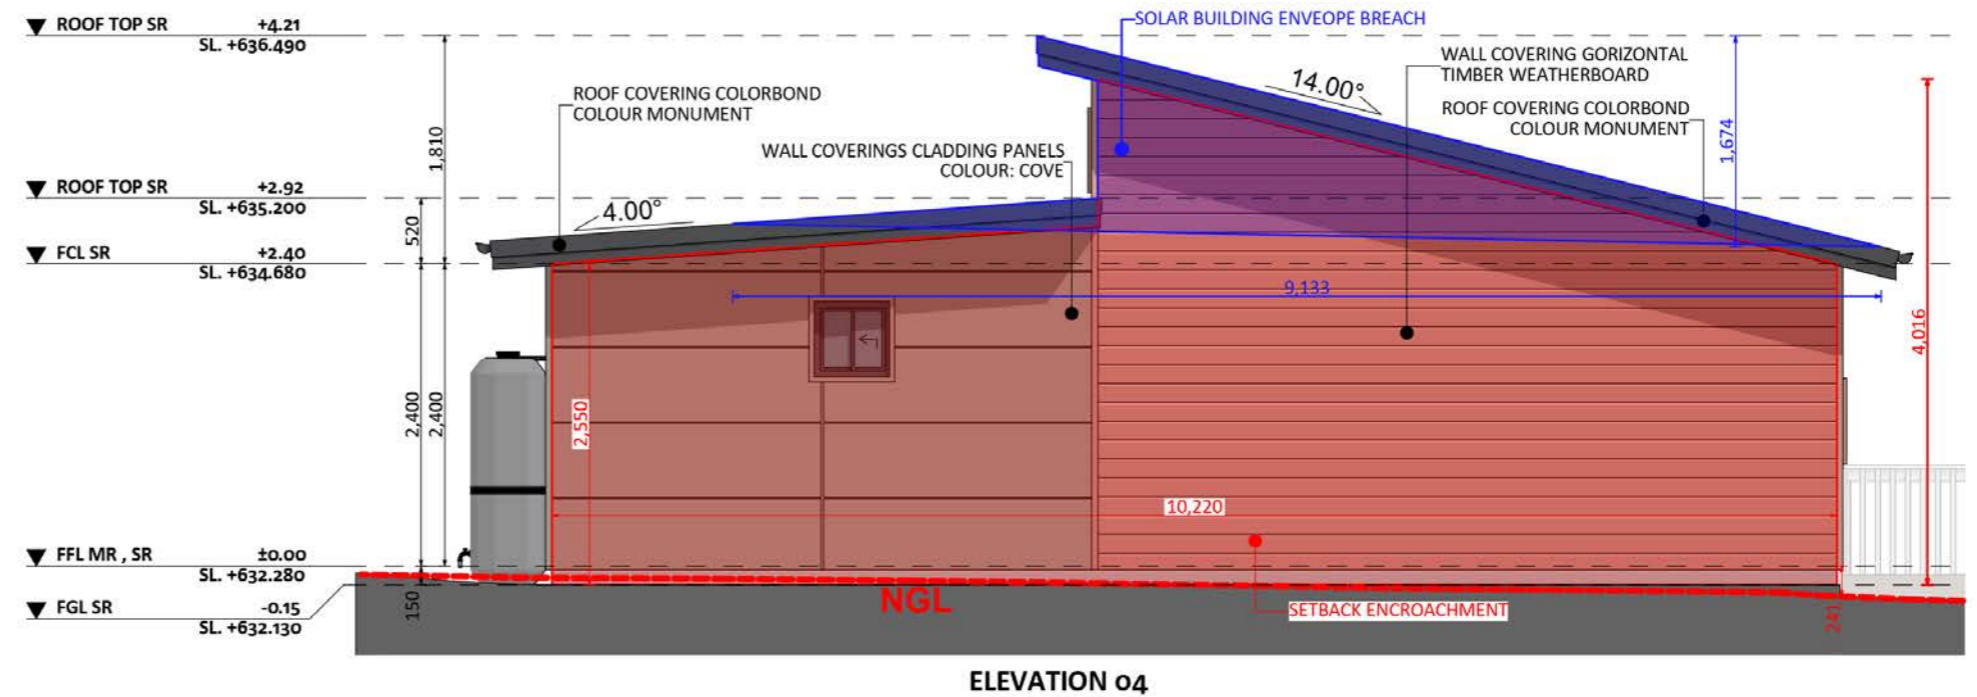 ROOF TOP SR +4.21
SL. +636.490
ROOF TOP SR +2.92
SL. +635.200
FCL SR +2.40
SL. +634.680
FFL MR , SR ±0.00
SL. +632.280
FGL SR -0.15
SL. +632.130
1,810
520
2,400
2,400
150
ROOF COVERING COLORBOND
COLOUR MONUMENT
4.00°
WALL COVERINGS CLADDING PANELS
COLOUR: COVE
SOLAR BUILDING ENVEOPE BREACH
14.00°
WALL COVERING GORIZONTAL
TIMBER WEATHERBOARD
ROOF COVERING COLORBOND
COLOUR MONUMENT
1,674
9,133
4,016
2,550
10,220
NGL
SETBACK ENCROACHMENT
241
ELEVATION 04